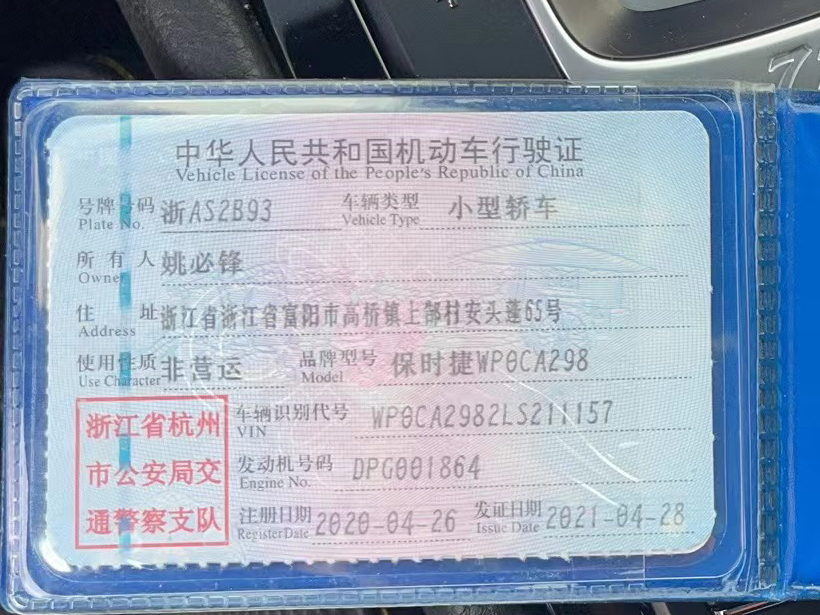 中华人民共和国机动车行驶证
Vehicle License of the People's Republic of China
号牌号码 浙AS2B93 车辆类型 小型轿车
Plate No. Vehicle Type
所有人 姚必锋
Owner
住址 浙江省浙江省富阳市高桥镇上郜村安头蓬65号
Address
使用性质 非营运 品牌型号 保时捷WP0CA298
Use Character Model
浙江省杭州
市公安局交
通警察支队
车辆识别代号 WP0CA2982LS211157
VIN
发动机号码 DPG001864
Engine No.
注册日期 2020-04-26 发证日期 2021-04-28
Register Date Issue Date